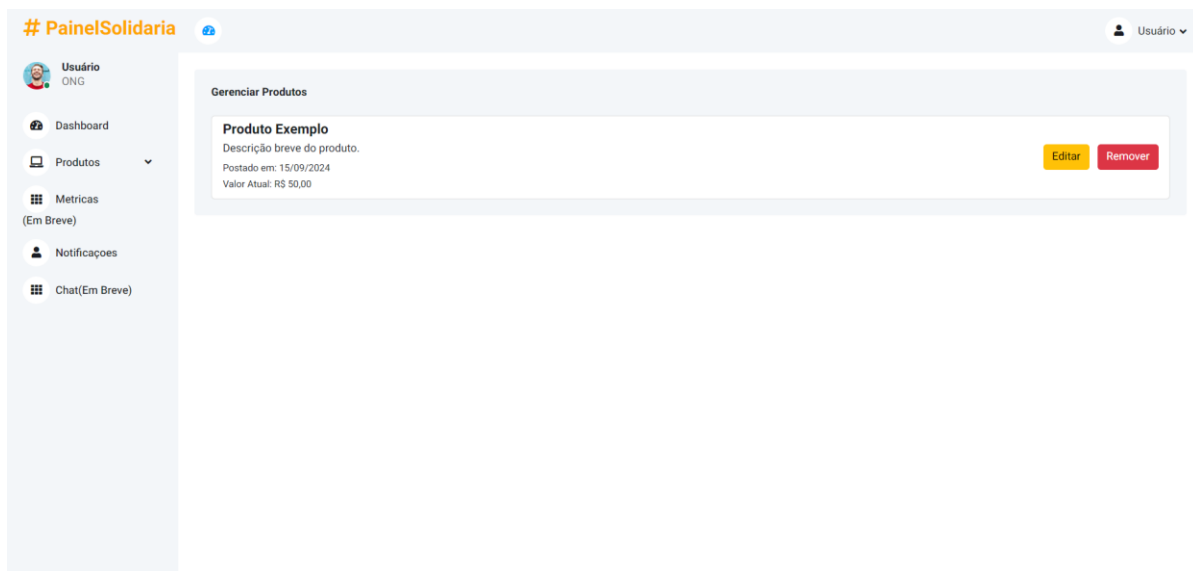 # PainelSolidaria
Usuário
Usuário
ONG
Dashboard
Produtos
Metricas
(Em Breve)
Notificaçoes
Chat(Em Breve)
Gerenciar Produtos
Produto Exemplo
Descrição breve do produto.
Postado em: 15/09/2024
Valor Atual: R$ 50,00
Editar
Remover